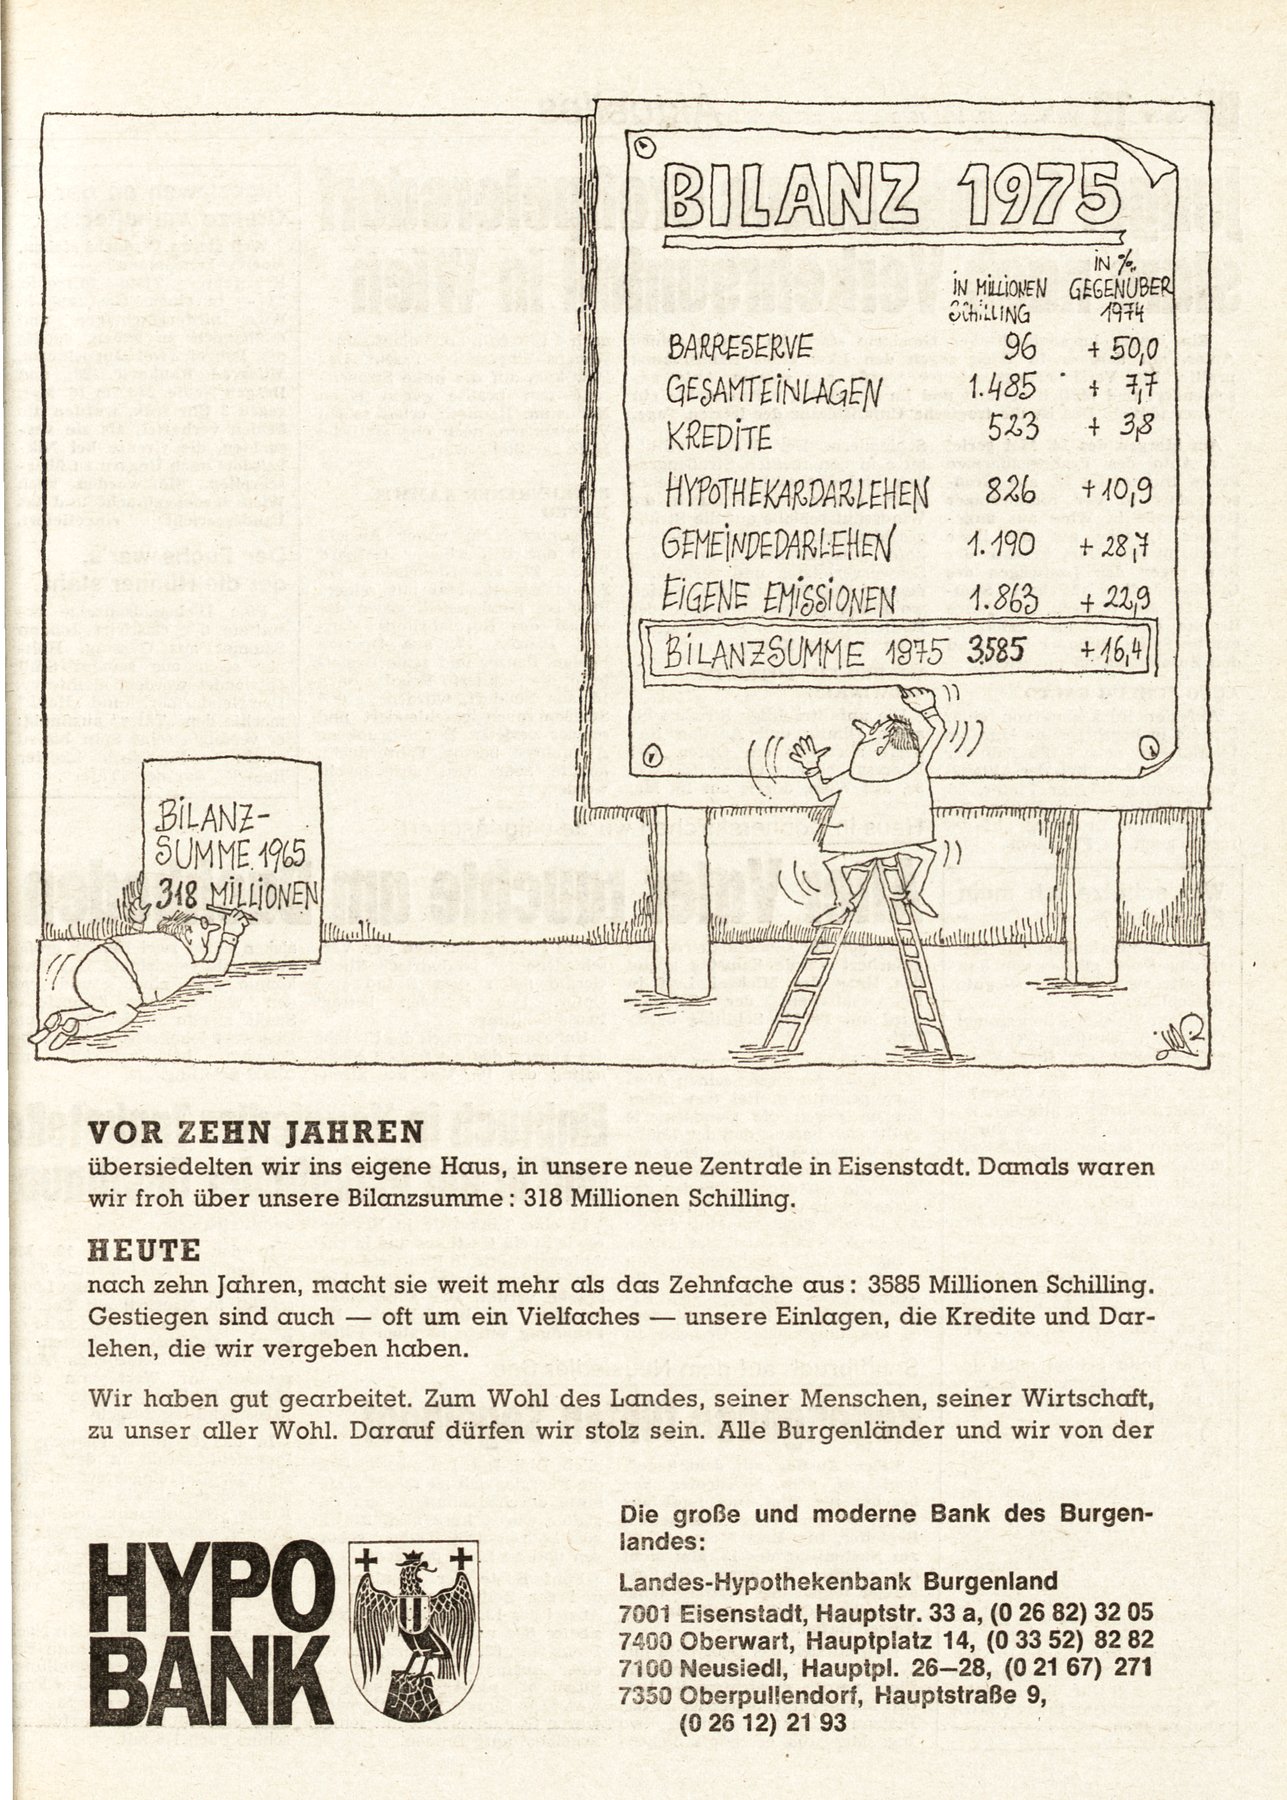 BILANZ 1975
IN MILLIONEN SCHILLING
IN % GEGENÜBER 1974
BARRESERVE 96 + 50,0
GESAMTEINLAGEN 1.485 + 7,7
KREDITE 523 + 3,8
HYPOTHEKARDARLEHEN 826 + 10,9
GEMEINDEDARLEHEN 1.190 + 28,7
EIGENE EMISSIONEN 1.863 + 22,9
BILANZSUMME 1975 3585 + 16,4
BILANZ-
SUMME 1965
318 MILLIONEN
VOR ZEHN JAHREN
übersiedelten wir ins eigene Haus, in unsere neue Zentrale in Eisenstadt. Damals waren
wir froh über unsere Bilanzsumme: 318 Millionen Schilling.
HEUTE
nach zehn Jahren, macht sie weit mehr als das Zehnfache aus: 3585 Millionen Schilling.
Gestiegen sind auch — oft um ein Vielfaches — unsere Einlagen, die Kredite und Dar-
lehen, die wir vergeben haben.
Wir haben gut gearbeitet. Zum Wohl des Landes, seiner Menschen, seiner Wirtschaft,
zu unser aller Wohl. Darauf dürfen wir stolz sein. Alle Burgenländer und wir von der
HYPO
BANK
Die große und moderne Bank des Burgen-
landes:
Landes-Hypothekenbank Burgenland
7001 Eisenstadt, Hauptstr. 33 a, (0 26 82) 32 05
7400 Oberwart, Hauptplatz 14, (0 33 52) 82 82
7100 Neusiedl, Hauptpl. 26—28, (0 21 67) 271
7350 Oberpullendorf, Hauptstraße 9,
(0 26 12) 21 93